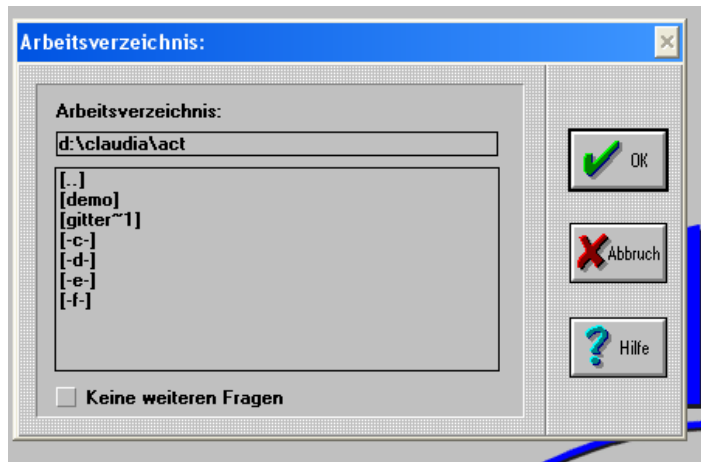 Arbeitsverzeichnis:
Arbeitsverzeichnis:
d:\claudia\act
[..]
[demo]
[gitter~1]
[-c-]
[-d-]
[-e-]
[-f-]
Keine weiteren Fragen
OK
Abbruch
Hilfe